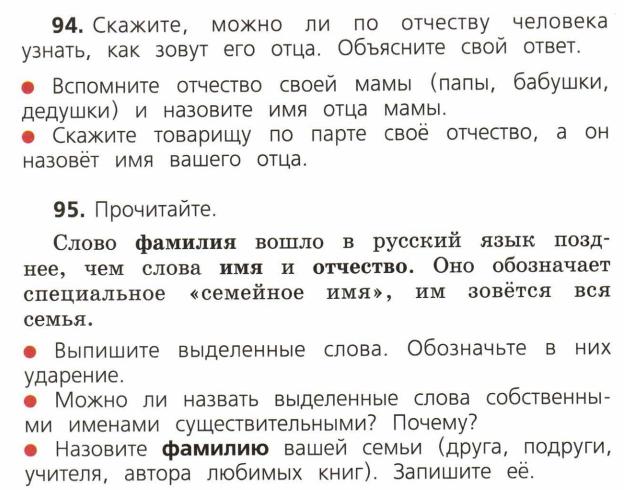 94. Скажите, можно ли по отчеству человека
узнать, как зовут его отца. Объясните свой ответ.
● Вспомните отчество своей мамы (папы, бабушки,
дедушки) и назовите имя отца мамы.
● Скажите товарищу по парте своё отчество, а он
назовёт имя вашего отца.
95. Прочитайте.
Слово фамилия вошло в русский язык позд-
нее, чем слова имя и отчество. Оно обозначает
специальное «семейное имя», им зовётся вся
семья.
● Выпишите выделенные слова. Обозначьте в них
ударение.
● Можно ли назвать выделенные слова собственны-
ми именами существительными? Почему?
● Назовите фамилию вашей семьи (друга, подруги,
учителя, автора любимых книг). Запишите её.